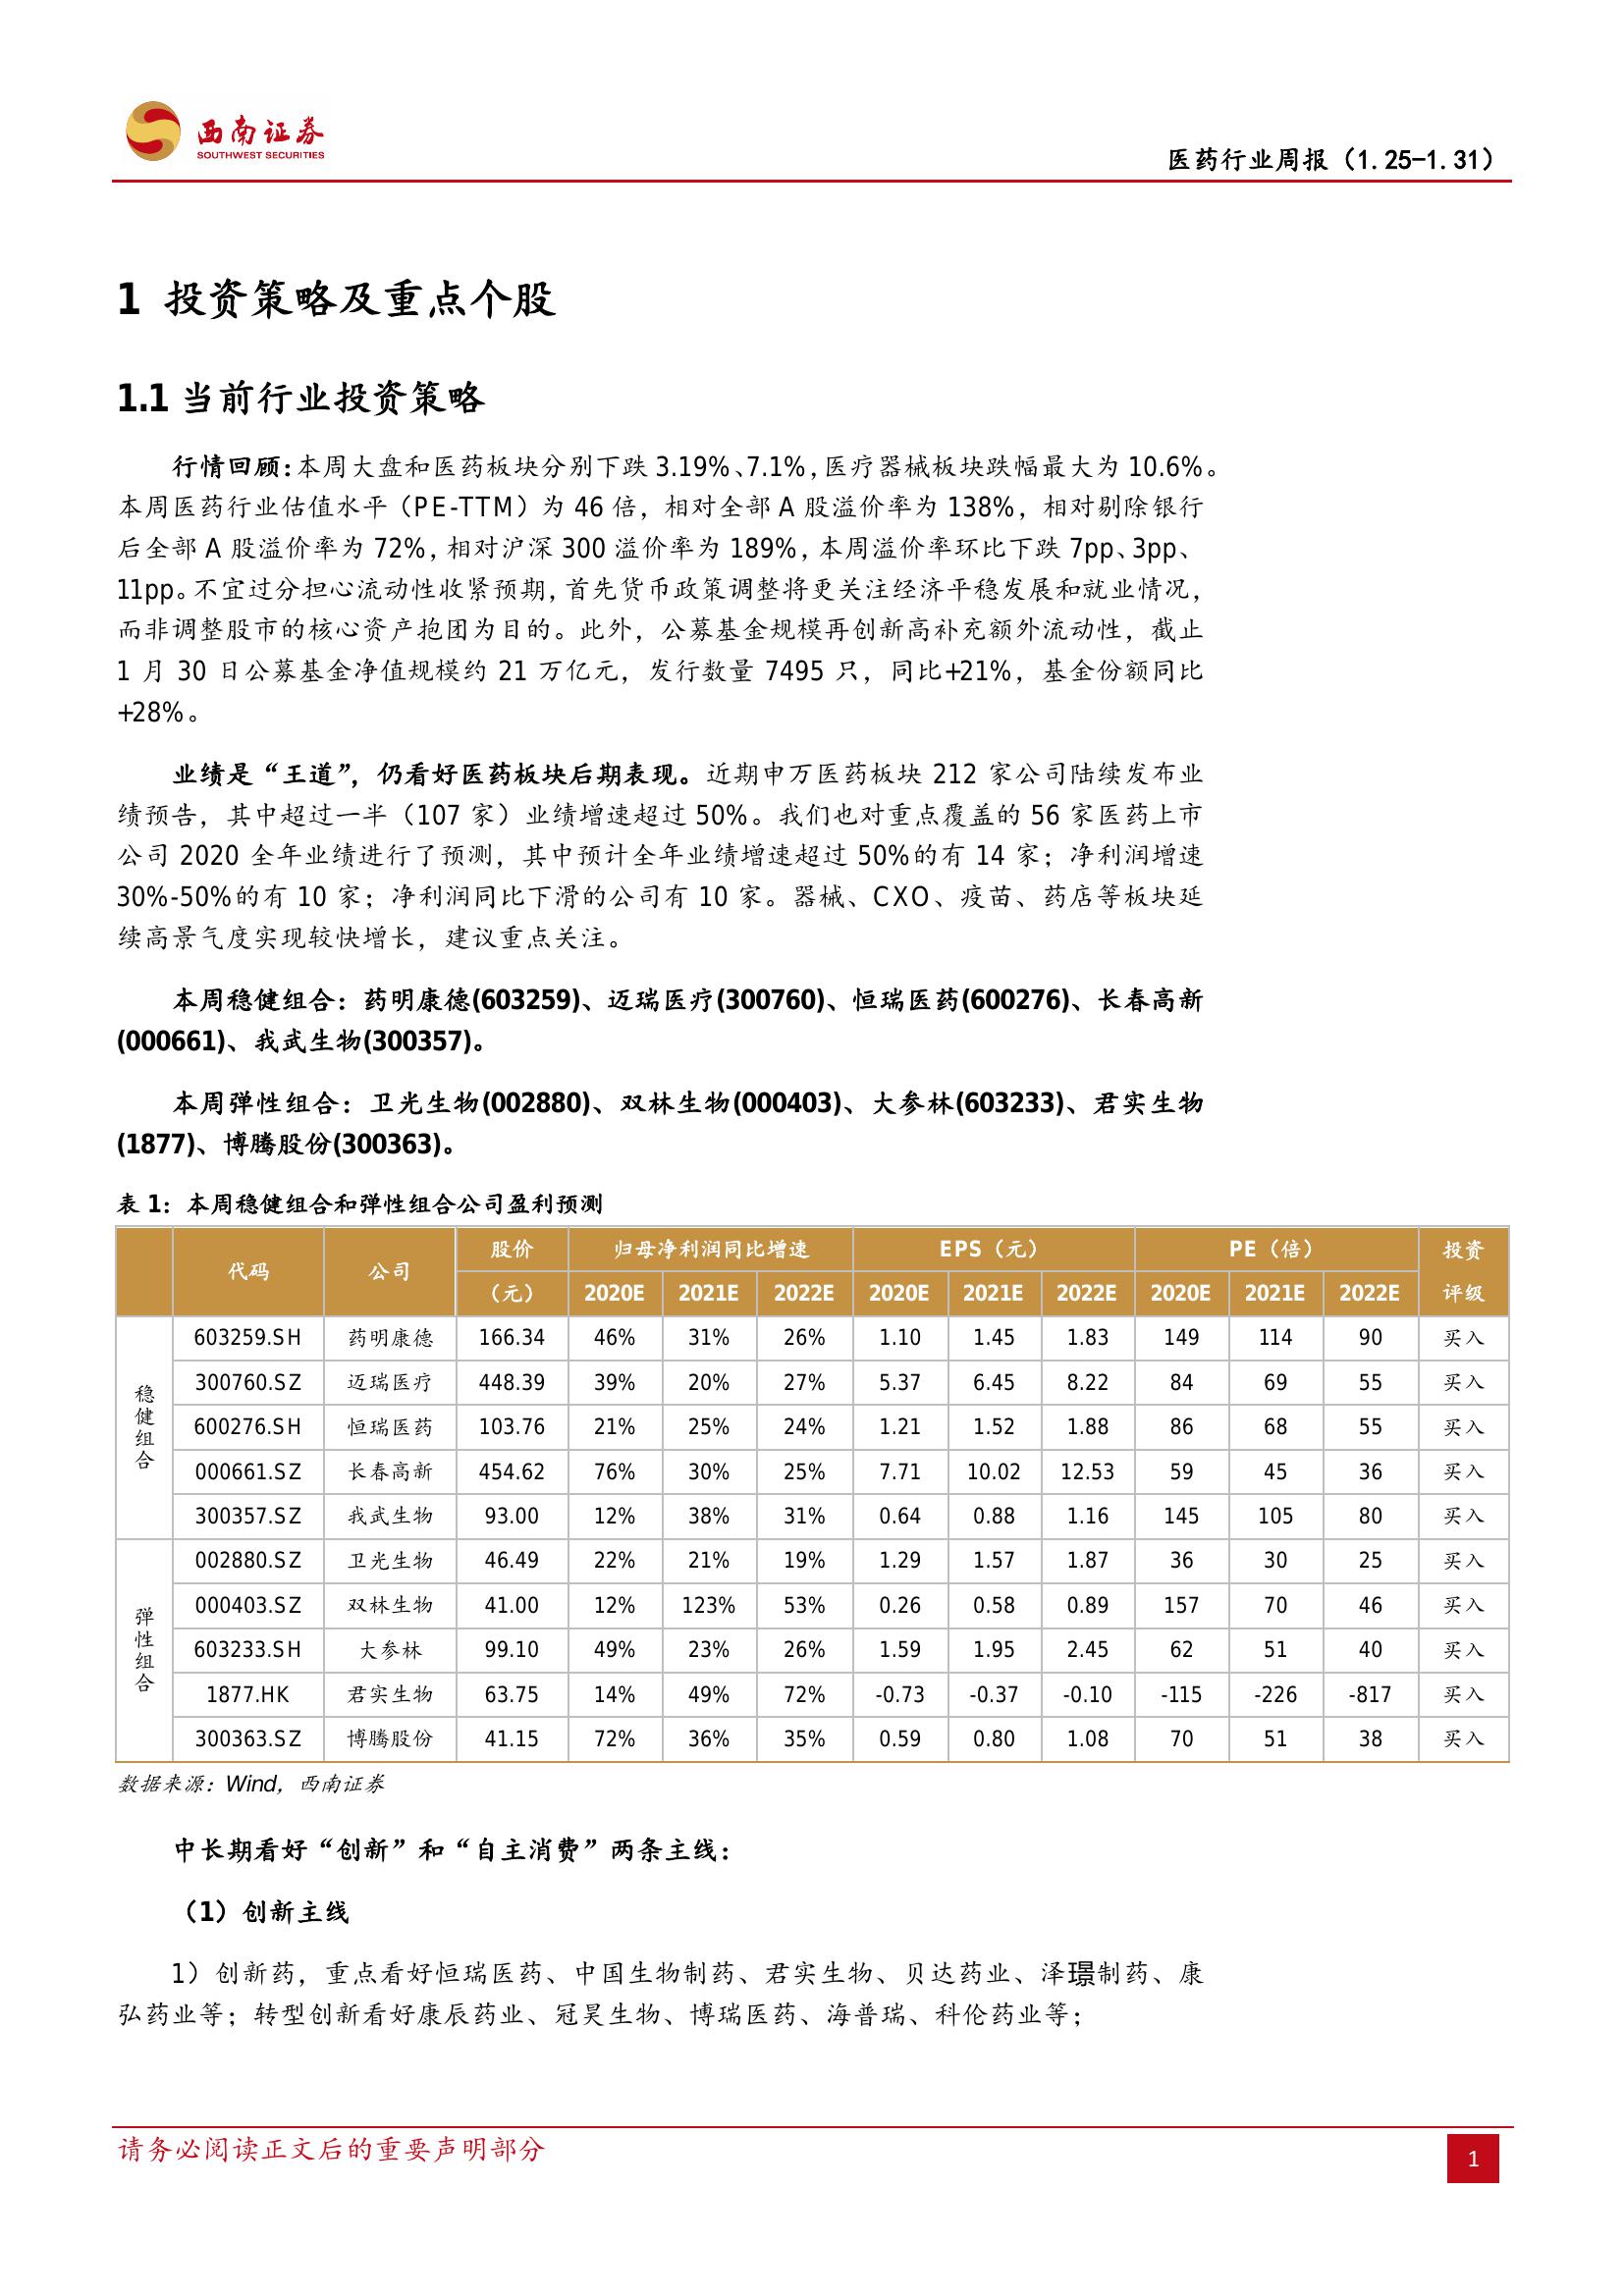 西南证券
SOUTHWEST SECURITIES
医药行业周报（1.25-1.31）
1 投资策略及重点个股
1.1 当前行业投资策略
行情回顾：本周大盘和医药板块分别下跌 3.19%、7.1%，医疗器械板块跌幅最大为 10.6%。
本周医药行业估值水平（PE-TTM）为 46 倍，相对全部 A 股溢价率为 138%，相对剔除银行
后全部 A 股溢价率为 72%，相对沪深 300 溢价率为 189%，本周溢价率环比下跌 7pp、3pp、
11pp。不宜过分担心流动性收紧预期，首先货币政策调整将更关注经济平稳发展和就业情况，
而非调整股市的核心资产抱团为目的。此外，公募基金规模再创新高补充额外流动性，截止
1 月 30 日公募基金净值规模约 21 万亿元，发行数量 7495 只，同比+21%，基金份额同比
+28%。
业绩是“王道”，仍看好医药板块后期表现。近期申万医药板块 212 家公司陆续发布业
绩预告，其中超过一半（107 家）业绩增速超过 50%。我们也对重点覆盖的 56 家医药上市
公司 2020 全年业绩进行了预测，其中预计全年业绩增速超过 50%的有 14 家；净利润增速
30%-50%的有 10 家；净利润同比下滑的公司有 10 家。器械、CXO、疫苗、药店等板块延
续高景气度实现较快增长，建议重点关注。
本周稳健组合：药明康德(603259)、迈瑞医疗(300760)、恒瑞医药(600276)、长春高新
(000661)、我武生物(300357)。
本周弹性组合：卫光生物(002880)、双林生物(000403)、大参林(603233)、君实生物
(1877)、博腾股份(300363)。
表 1：本周稳健组合和弹性组合公司盈利预测
代码 公司 股价（元） 归母净利润同比增速 EPS（元） PE（倍） 投资评级
2020E 2021E 2022E 2020E 2021E 2022E 2020E 2021E 2022E
稳健组合
603259.SH 药明康德 166.34 46% 31% 26% 1.10 1.45 1.83 149 114 90 买入
300760.SZ 迈瑞医疗 448.39 39% 20% 27% 5.37 6.45 8.22 84 69 55 买入
600276.SH 恒瑞医药 103.76 21% 25% 24% 1.21 1.52 1.88 86 68 55 买入
000661.SZ 长春高新 454.62 76% 30% 25% 7.71 10.02 12.53 59 45 36 买入
300357.SZ 我武生物 93.00 12% 38% 31% 0.64 0.88 1.16 145 105 80 买入
弹性组合
002880.SZ 卫光生物 46.49 22% 21% 19% 1.29 1.57 1.87 36 30 25 买入
000403.SZ 双林生物 41.00 12% 123% 53% 0.26 0.58 0.89 157 70 46 买入
603233.SH 大参林 99.10 49% 23% 26% 1.59 1.95 2.45 62 51 40 买入
1877.HK 君实生物 63.75 14% 49% 72% -0.73 -0.37 -0.10 -115 -226 -817 买入
300363.SZ 博腾股份 41.15 72% 36% 35% 0.59 0.80 1.08 70 51 38 买入
数据来源：Wind，西南证券
中长期看好“创新”和“自主消费”两条主线：
（1）创新主线
1）创新药，重点看好恒瑞医药、中国生物制药、君实生物、贝达药业、泽璟制药、康
弘药业等；转型创新看好康辰药业、冠昊生物、博瑞医药、海普瑞、科伦药业等；
请务必阅读正文后的重要声明部分
1